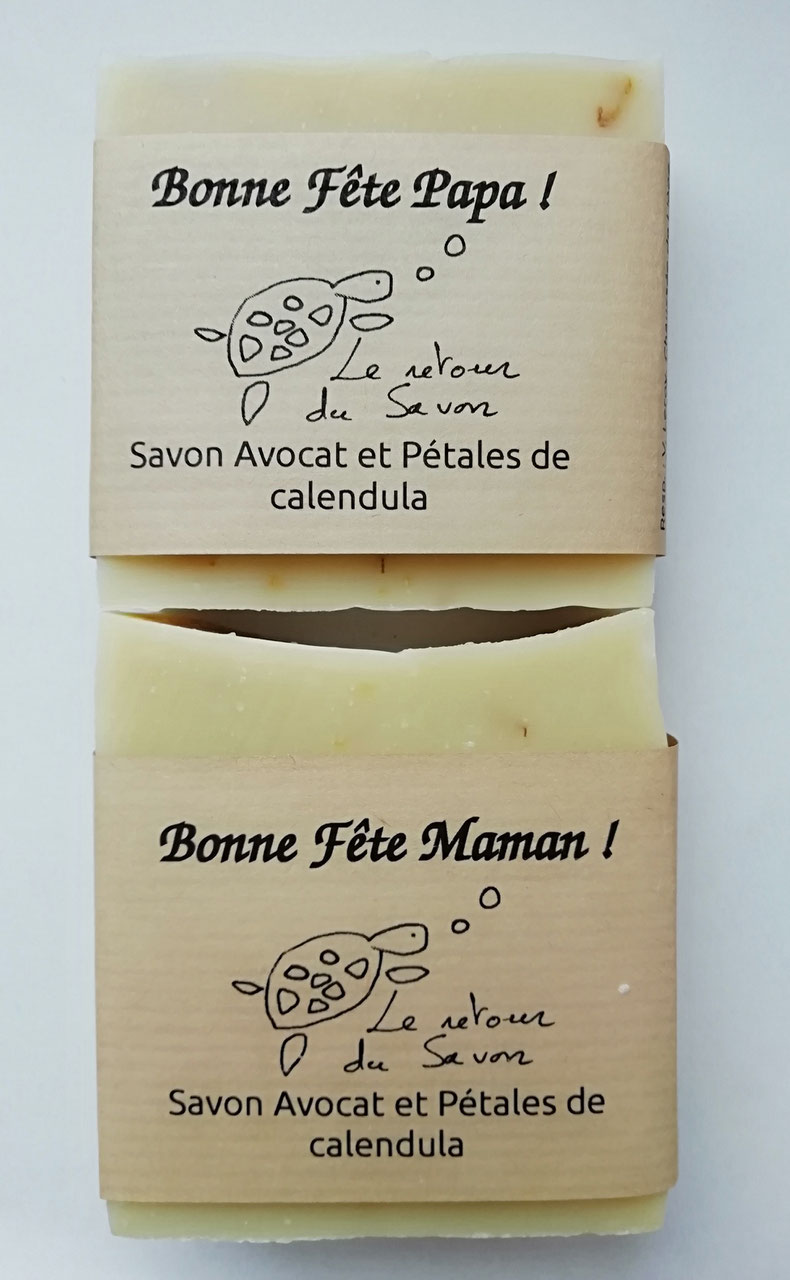 Bonne Fête Papa !
Le retour
du Savon
Savon Avocat et Pétales de
calendula
Bonne Fête Maman !
Le retour
du Savon
Savon Avocat et Pétales de
calendula